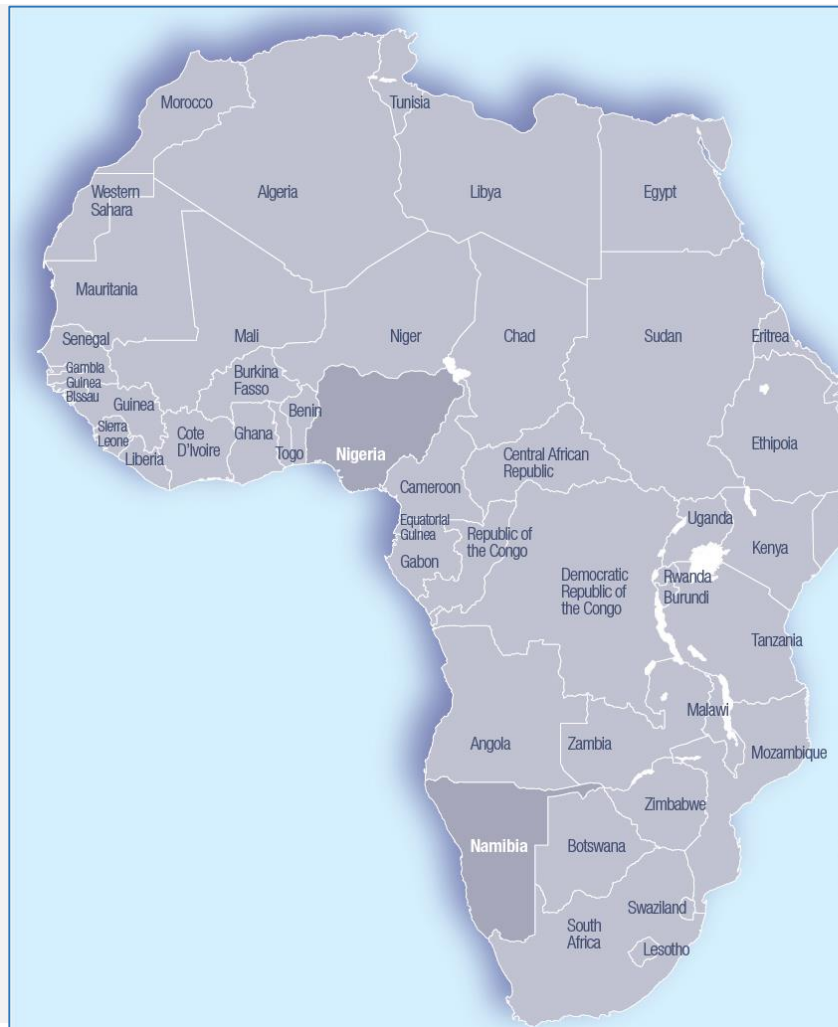 Morocco
Tunisia
Algeria
Libya
Egypt
Western
Sahara
Mauritania
Mali
Niger
Chad
Sudan
Eritrea
Senegal
Gambia
Guinea
Bissau
Guinea
Sierra
Leone
Liberia
Cote
D'Ivoire
Burkina
Fasso
Ghana
Togo
Benin
Nigeria
Cameroon
Central African
Republic
Ethipoia
Equatorial
Guinea
Gabon
Republic of
the Congo
Democratic
Republic of
the Congo
Uganda
Kenya
Rwanda
Burundi
Tanzania
Angola
Zambia
Malawi
Mozambique
Namibia
Botswana
Zimbabwe
South
Africa
Swaziland
Lesotho